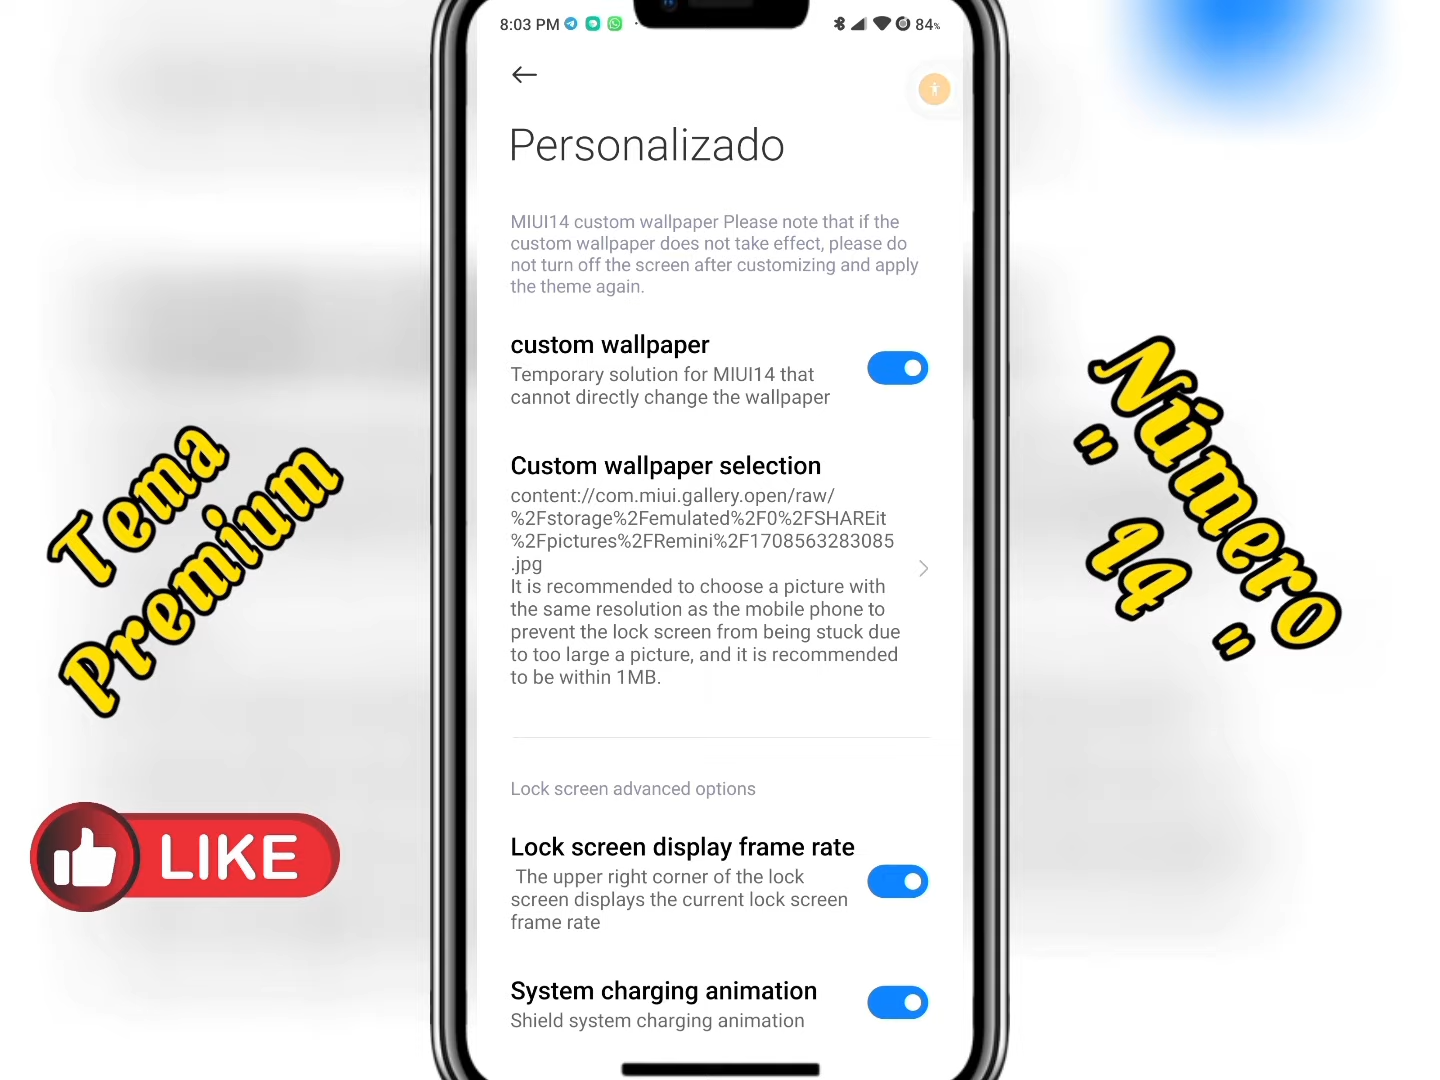 8:03 PM
84%
Personalizado
MIUI14 custom wallpaper Please note that if the
custom wallpaper does not take effect, please do
not turn off the screen after customizing and apply
the theme again.
custom wallpaper
Temporary solution for MIUI14 that
cannot directly change the wallpaper
Custom wallpaper selection
content://com.miui.gallery.open/raw/
%2Fstorage%2Femulated%2F0%2FSHAREit
%2Fpictures%2FRemini%2F1708563283085
.jpg
It is recommended to choose a picture with
the same resolution as the mobile phone to
prevent the lock screen from being stuck due
to too large a picture, and it is recommended
to be within 1MB.
Lock screen advanced options
Lock screen display frame rate
The upper right corner of the lock
screen displays the current lock screen
frame rate
System charging animation
Shield system charging animation
Tema
Premium
LIKE
Número
" 14 "